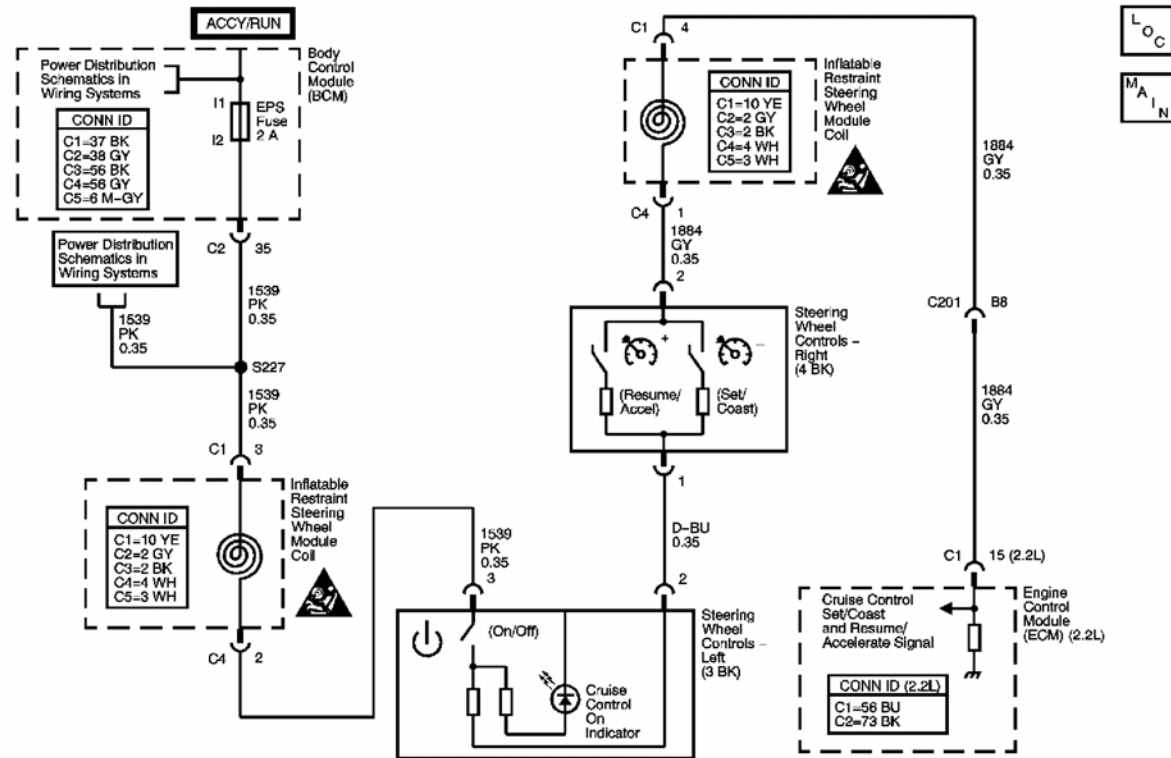 ACCY/RUN
Power Distribution
Schematics in
Wiring Systems
Body
Control
Module
(BCM)
I1
I2
EPS
Fuse
2 A
CONN ID
C1=37 BK
C2=38 GY
C3=56 BK
C4=56 GY
C5=6 M-GY
C2 35
Power Distribution
Schematics in
Wiring Systems
1539
PK
0.35
1539
PK
0.35
S227
1539
PK
0.35
C1 3
Inflatable
Restraint
Steering
Wheel
Module
Coil
CONN ID
C1=10 YE
C2=2 GY
C3=2 BK
C4=4 WH
C5=3 WH
C4 2
1539
PK
0.35
3
(On/Off)
Cruise
Control
On
Indicator
Steering
Wheel
Controls –
Left
(3 BK)
2
D-BU
0.35
1
(Resume/
Accel)
(Set/
Coast)
+
–
Steering
Wheel
Controls –
Right
(4 BK)
2
1884
GY
0.35
C4 1
CONN ID
C1=10 YE
C2=2 GY
C3=2 BK
C4=4 WH
C5=3 WH
Inflatable
Restraint
Steering
Wheel
Module
Coil
C1 4
1884
GY
0.35
C201 B8
1884
GY
0.35
C1 15 (2.2L)
Cruise Control
Set/Coast
and Resume/
Accelerate Signal
Engine
Control
Module
(ECM) (2.2L)
CONN ID (2.2L)
C1=56 BU
C2=73 BK
LOC
MAIN